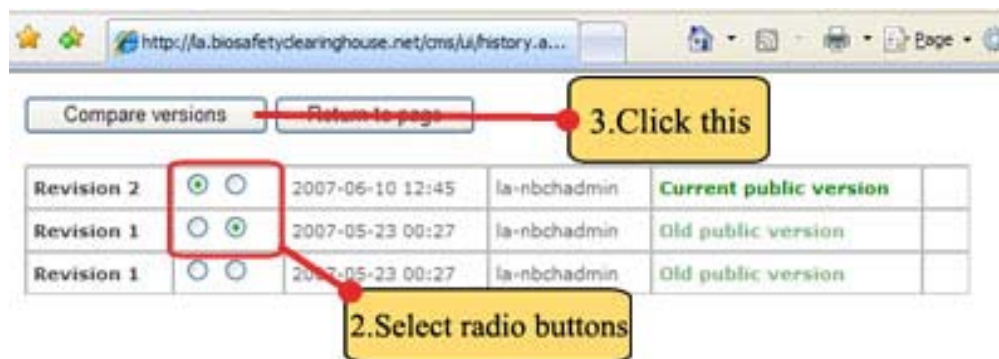 http://la.biosafetyclearinghouse.net/cms/ui/history.a...
Page
Compare versions Return to page
3.Click this
Revision 2 2007-06-10 12:45 la-nbchadmin Current public version
Revision 1 2007-05-23 00:27 la-nbchadmin Old public version
Revision 1 2007-05-23 00:27 la-nbchadmin Old public version
2.Select radio buttons